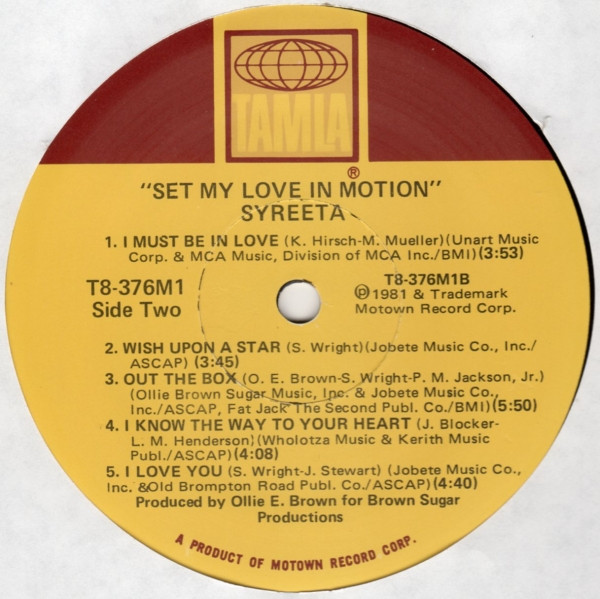 TAMLA
®
"SET MY LOVE IN MOTION"
SYREETA
1. I MUST BE IN LOVE (K. Hirsch-M. Mueller)(Unart Music
Corp. & MCA Music, Division of MCA Inc./BMI)(3:53)
T8-376M1
Side Two
T8-376M1B
℗ 1981 & Trademark
Motown Record Corp.
2. WISH UPON A STAR (S. Wright)(Jobete Music Co., Inc./
ASCAP) (3:45)
3. OUT THE BOX (O. E. Brown-S. Wright-P. M. Jackson, Jr.)
(Ollie Brown Sugar Music, Inc. & Jobete Music Co.,
Inc./ASCAP, Fat Jack The Second Publ. Co./BMI)(5:50)
4. I KNOW THE WAY TO YOUR HEART (J. Blocker-
L. M. Henderson)(Wholotza Music & Kerith Music
Publ./ASCAP)(4:08)
5. I LOVE YOU (S. Wright-J. Stewart) (Jobete Music Co.,
Inc. &Old Brompton Road Publ. Co./ASCAP)(4:40)
Produced by Ollie E. Brown for Brown Sugar
Productions
A PRODUCT OF MOTOWN RECORD CORP.